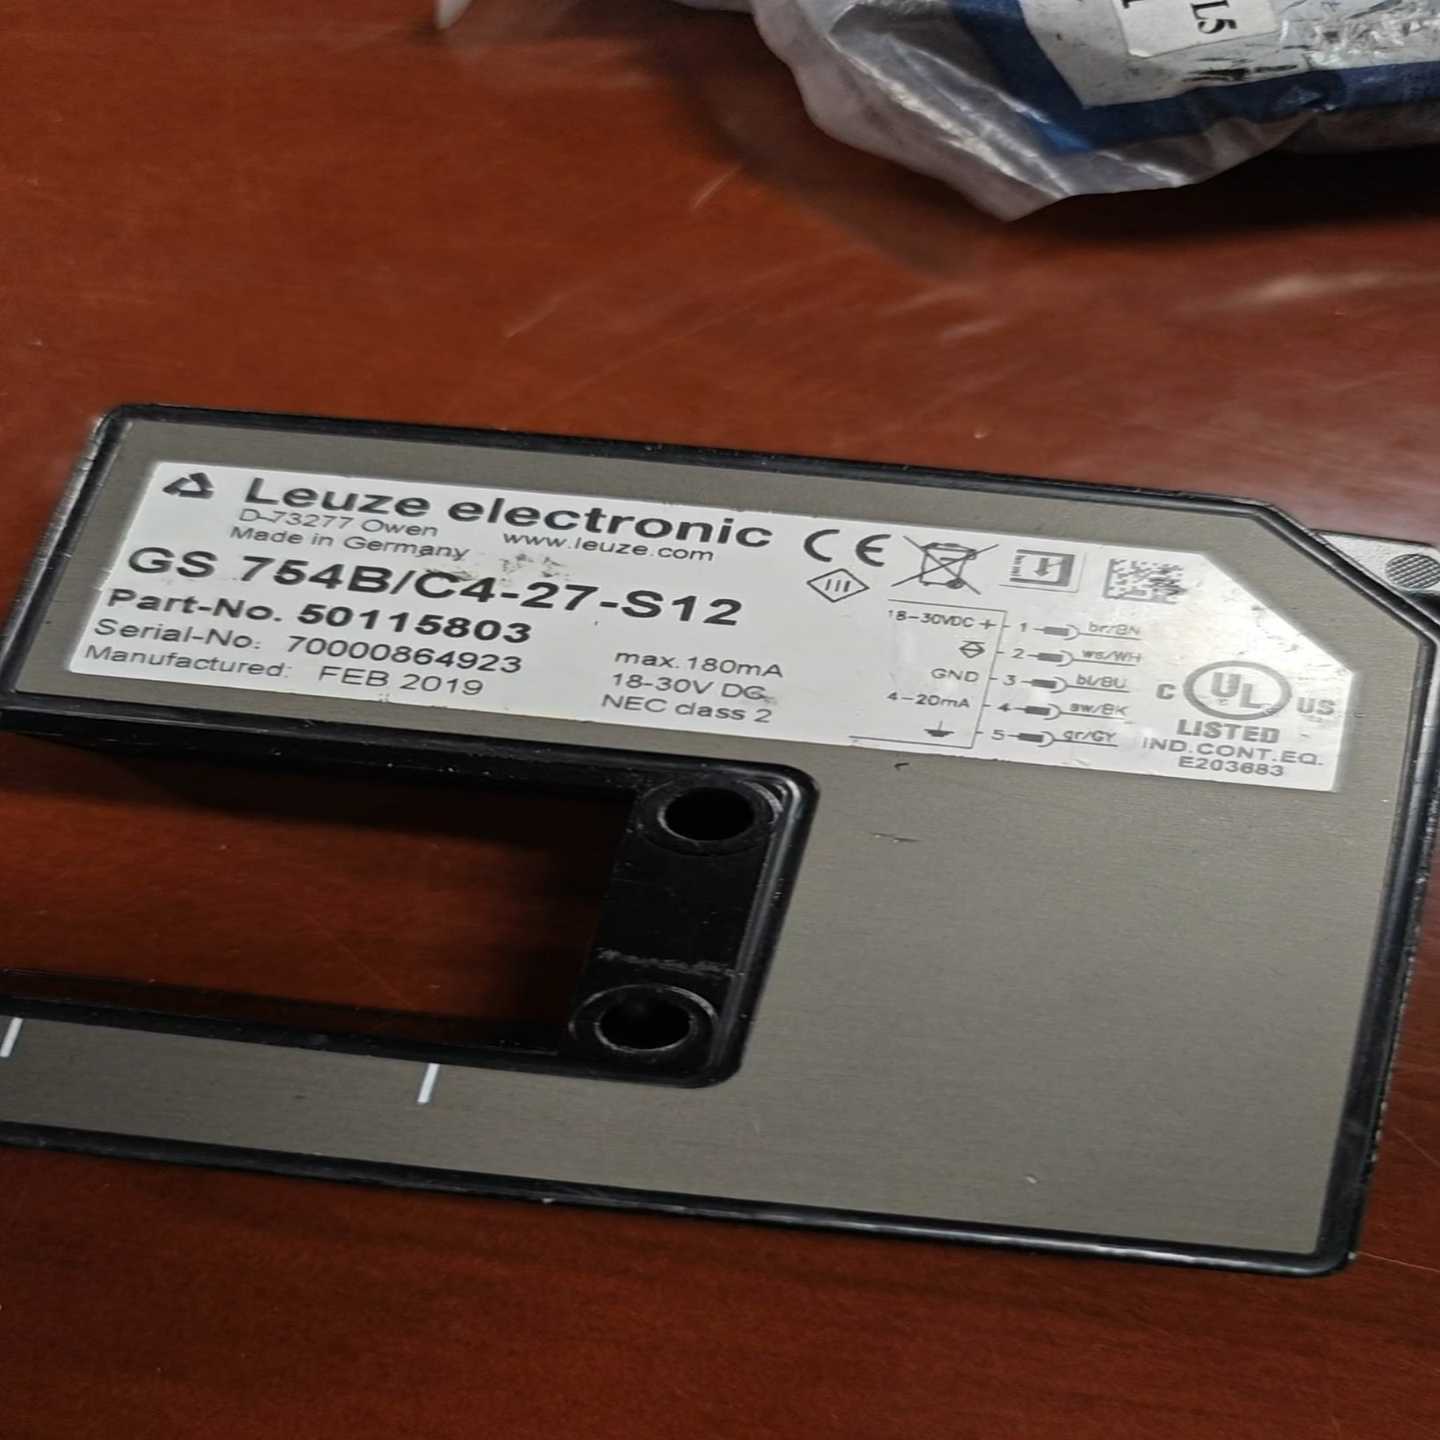 L5
Leuze electronic
D-73277 Owen
Made in Germany
www.leuze.com
GS 754B/C4-27-S12
Part-No. 50115803
Serial-No: 70000864923
Manufactured: FEB 2019
max. 180mA
18-30V DC
NEC class 2
CE
18-30VDC + 1 br/BN
2 ws/WH
GND 3 bl/BU
4-20mA 4 sw/BK
5 gr/GY
C UL US
LISTED
IND.CONT.EQ.
E203683